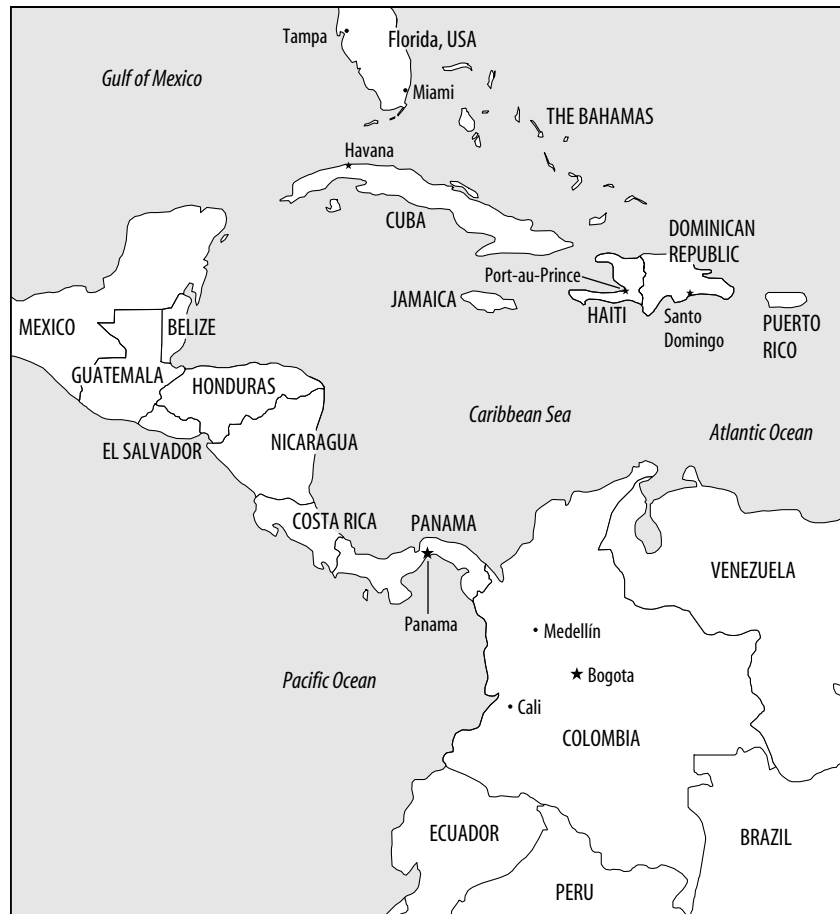 Tampa
Florida, USA
Gulf of Mexico
Miami
THE BAHAMAS
Havana
CUBA
DOMINICAN
REPUBLIC
Port-au-Prince
JAMAICA
HAITI
Santo
Domingo
PUERTO
RICO
MEXICO
BELIZE
GUATEMALA
HONDURAS
Caribbean Sea
Atlantic Ocean
EL SALVADOR
NICARAGUA
COSTA RICA
PANAMA
VENEZUELA
Panama
Medellín
Pacific Ocean
Bogota
Cali
COLOMBIA
ECUADOR
BRAZIL
PERU